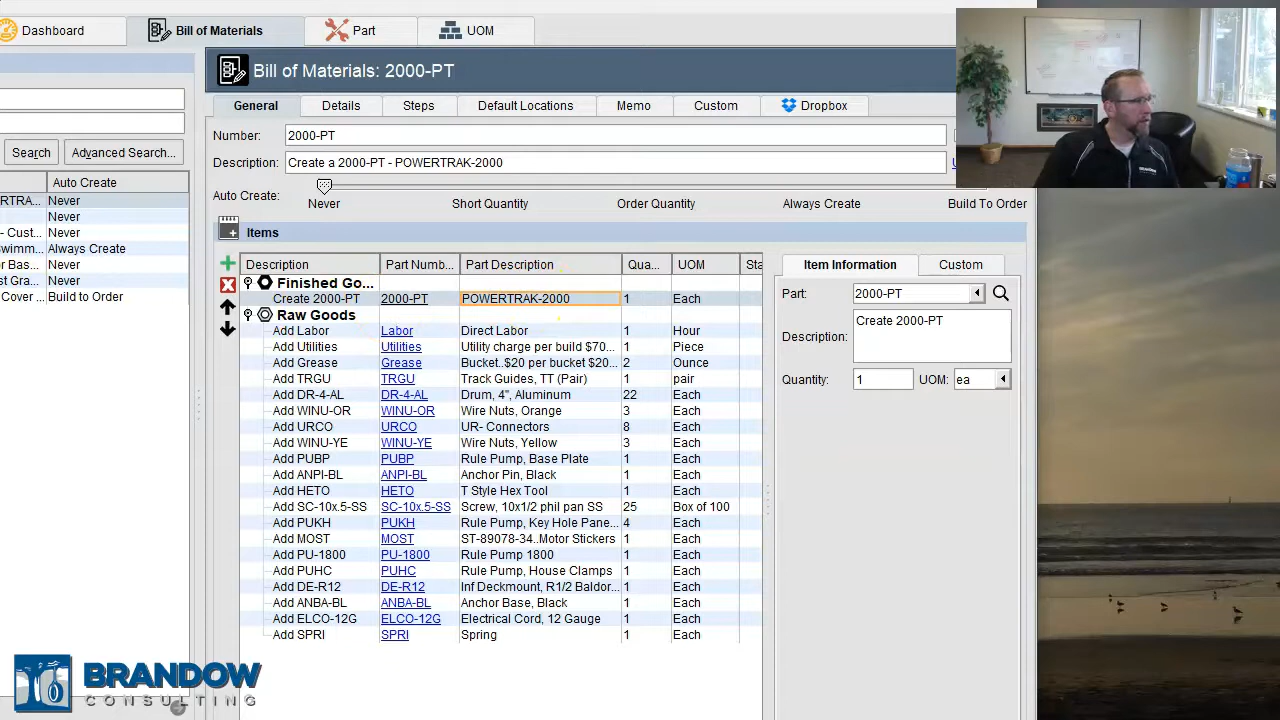 Dashboard Bill of Materials Part UOM
Bill of Materials: 2000-PT
General Details Steps Default Locations Memo Custom Dropbox
Number: 2000-PT
Description: Create a 2000-PT - POWERTRAK-2000
Search Advanced Search...
Auto Create:
Never Short Quantity Order Quantity Always Create Build To Order
Auto Create
RTRA... Never
Never
- Cust... Never
Swimm... Always Create
r Bas... Never
st Gra... Never
Cover ... Build to Order
Items
Description Part Numb... Part Description Qua... UOM Sta
Finished Go...
Create 2000-PT 2000-PT POWERTRAK-2000 1 Each
Raw Goods
Add Labor Labor Direct Labor 1 Hour
Add Utilities Utilities Utility charge per build $70... 1 Piece
Add Grease Grease Bucket..$20 per bucket $20... 2 Ounce
Add TRGU TRGU Track Guides, TT (Pair) 1 pair
Add DR-4-AL DR-4-AL Drum, 4", Aluminum 22 Each
Add WINU-OR WINU-OR Wire Nuts, Orange 3 Each
Add URCO URCO UR- Connectors 8 Each
Add WINU-YE WINU-YE Wire Nuts, Yellow 3 Each
Add PUBP PUBP Rule Pump, Base Plate 1 Each
Add ANPI-BL ANPI-BL Anchor Pin, Black 1 Each
Add HETO HETO T Style Hex Tool 1 Each
Add SC-10x.5-SS SC-10x.5-SS Screw, 10x1/2 phil pan SS 25 Box of 100
Add PUKH PUKH Rule Pump, Key Hole Pane... 4 Each
Add MOST MOST ST-89078-34..Motor Stickers 1 Each
Add PU-1800 PU-1800 Rule Pump 1800 1 Each
Add PUHC PUHC Rule Pump, House Clamps 1 Each
Add DE-R12 DE-R12 Inf Deckmount, R1/2 Baldor... 1 Each
Add ANBA-BL ANBA-BL Anchor Base, Black 1 Each
Add ELCO-12G ELCO-12G Electrical Cord, 12 Gauge 1 Each
Add SPRI SPRI Spring 1 Each
Item Information Custom
Part: 2000-PT
Description: Create 2000-PT
Quantity: 1 UOM: ea
BRANDOW
BRANDOW
CONSULTING